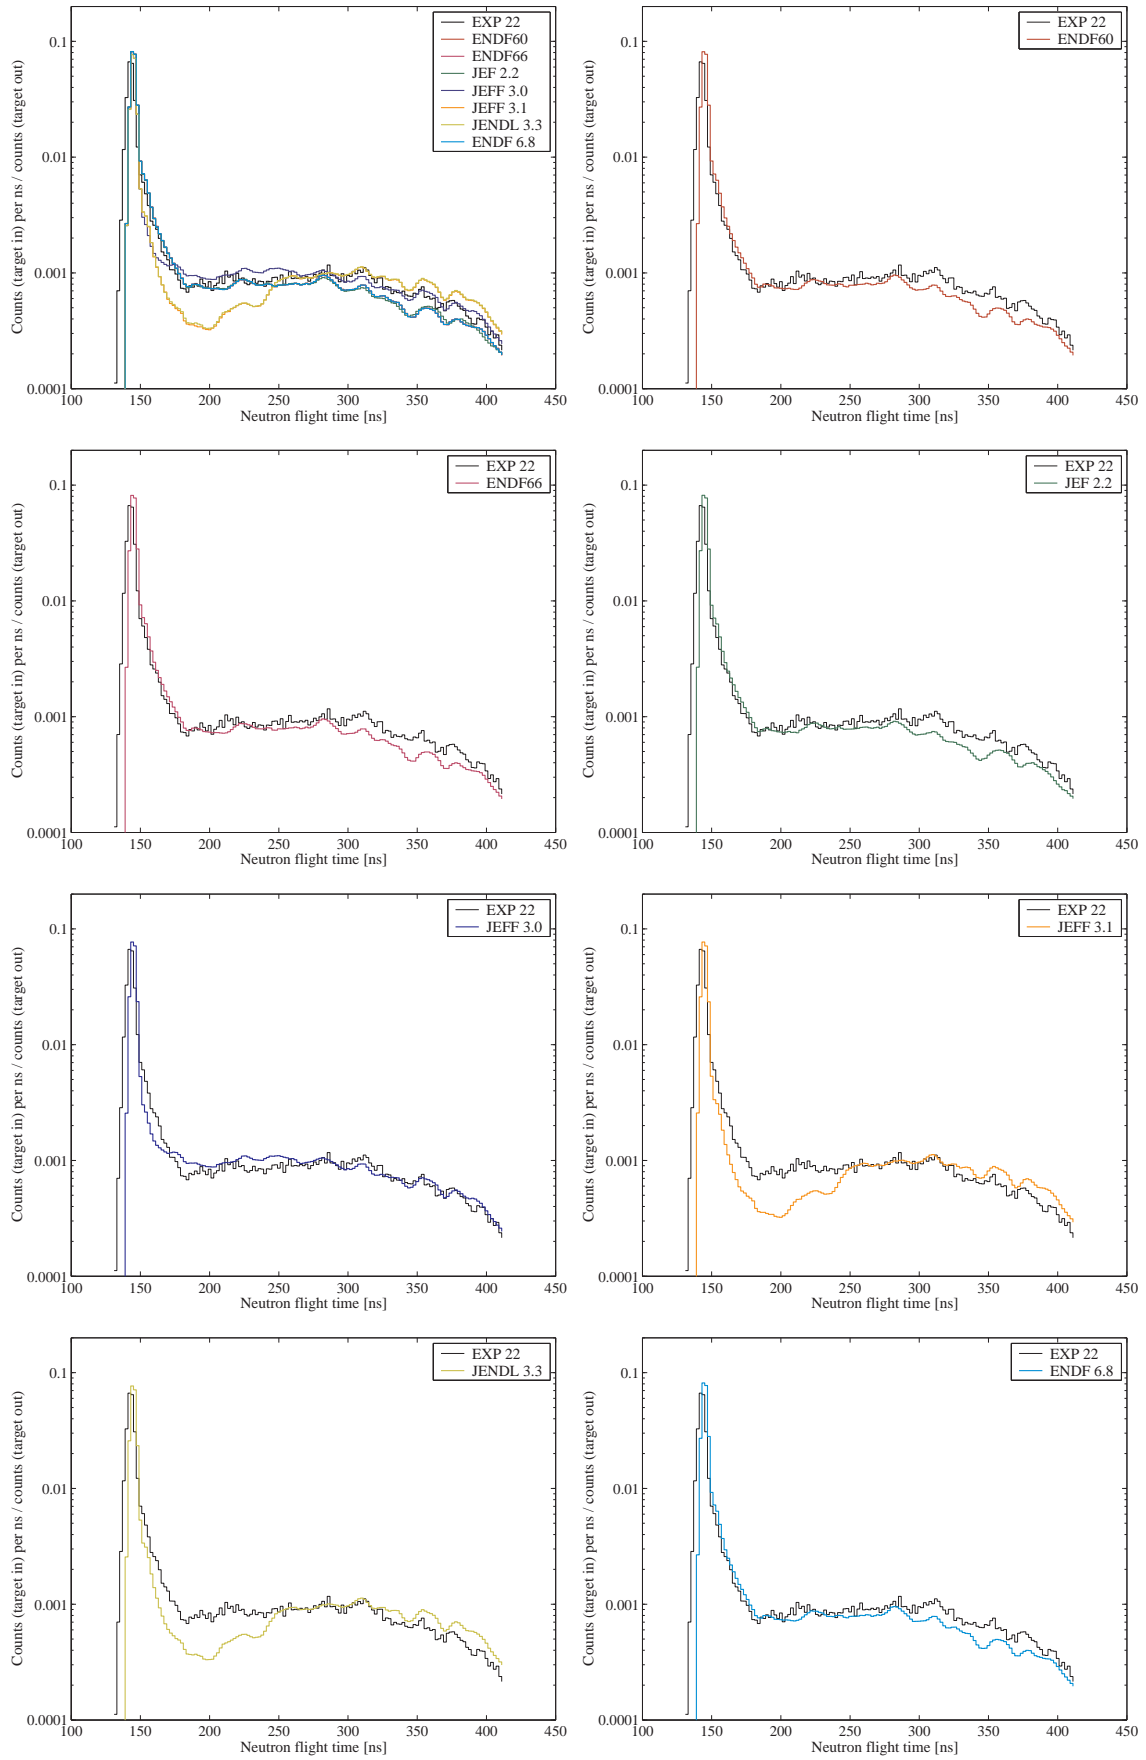 EXP 22
ENDF60
ENDF66
JEF 2.2
JEFF 3.0
JEFF 3.1
JENDL 3.3
ENDF 6.8
0.1
0.01
0.001
0.0001
100 150 200 250 300 350 400 450
Neutron flight time [ns]
Counts (target in) per ns / counts (target out)
EXP 22
ENDF60
0.1
0.01
0.001
0.0001
100 150 200 250 300 350 400 450
Neutron flight time [ns]
Counts (target in) per ns / counts (target out)
EXP 22
ENDF66
0.1
0.01
0.001
0.0001
100 150 200 250 300 350 400 450
Neutron flight time [ns]
Counts (target in) per ns / counts (target out)
EXP 22
JEF 2.2
0.1
0.01
0.001
0.0001
100 150 200 250 300 350 400 450
Neutron flight time [ns]
Counts (target in) per ns / counts (target out)
EXP 22
JEFF 3.0
0.1
0.01
0.001
0.0001
100 150 200 250 300 350 400 450
Neutron flight time [ns]
Counts (target in) per ns / counts (target out)
EXP 22
JEFF 3.1
0.1
0.01
0.001
0.0001
100 150 200 250 300 350 400 450
Neutron flight time [ns]
Counts (target in) per ns / counts (target out)
EXP 22
JENDL 3.3
0.1
0.01
0.001
0.0001
100 150 200 250 300 350 400 450
Neutron flight time [ns]
Counts (target in) per ns / counts (target out)
EXP 22
ENDF 6.8
0.1
0.01
0.001
0.0001
100 150 200 250 300 350 400 450
Neutron flight time [ns]
Counts (target in) per ns / counts (target out)